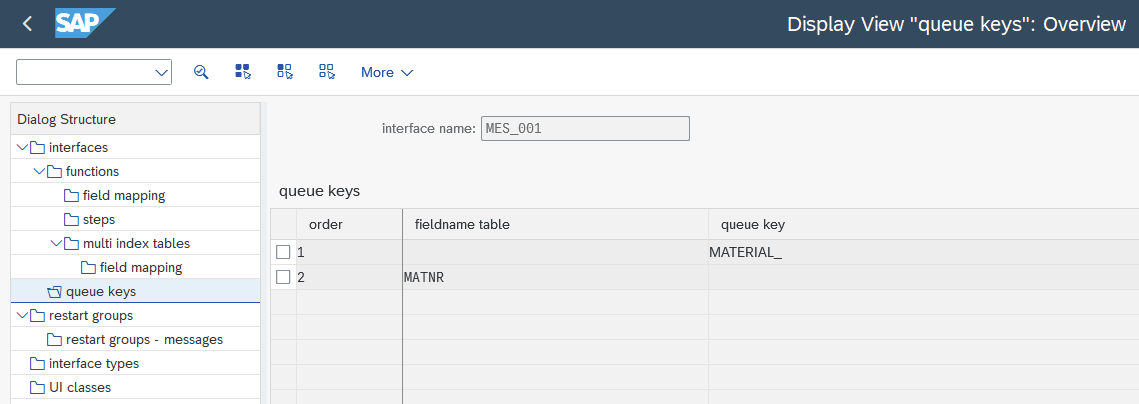 SAP
Display View "queue keys": Overview
More
Dialog Structure
interfaces
functions
field mapping
steps
multi index tables
field mapping
queue keys
restart groups
restart groups - messages
interface types
UI classes
interface name: MES_001
queue keys
order fieldname table queue key
1 MATERIAL_
2 MATNR